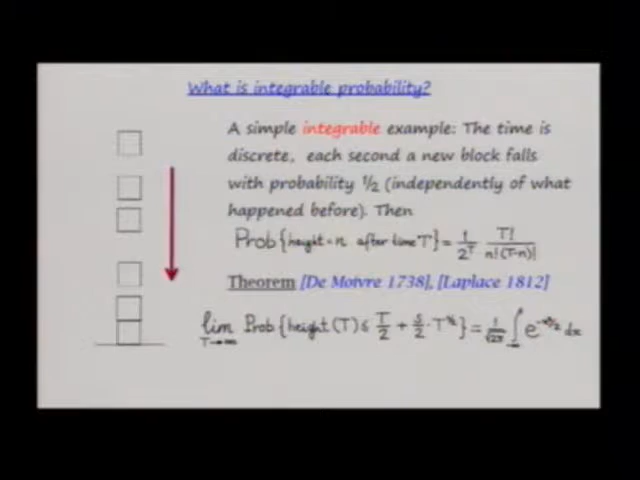 What is integrable probability?
A simple integrable example: The time is
discrete, each second a new block falls
with probability 1/2 (independently of what
happened before). Then
Prob{height=n after time T} = 1/2^T T!/n!(T-n)!
Theorem [De Moivre 1738], [Laplace 1812]
lim T→∞ Prob{height(T) ≤ T/2 + s/2 · T^½} = 1/√2π ∫ e^-x²/2 dx